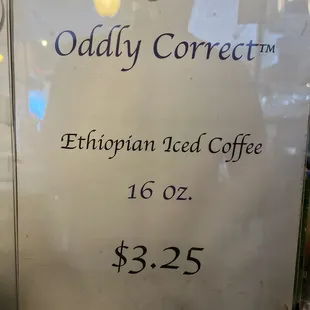 Oddly Correct™
Ethiopian Iced Coffee
16 oz.
$3.25